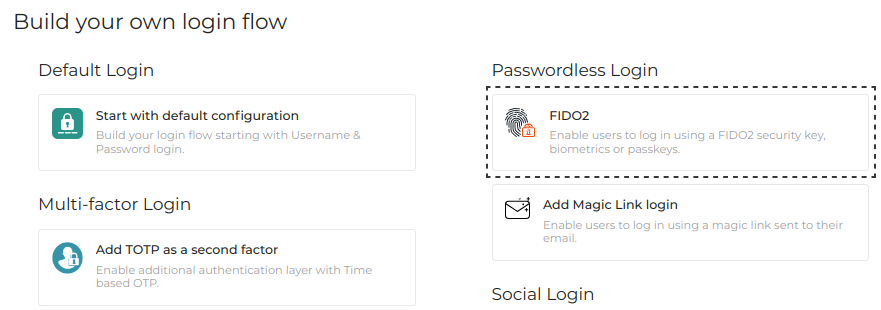 Build your own login flow
Default Login
Start with default configuration
Build your login flow starting with Username &
Password login.
Multi-factor Login
Add TOTP as a second factor
Enable additional authentication layer with Time
based OTP.
Passwordless Login
FIDO2
Enable users to log in using a FIDO2 security key,
biometrics or passkeys.
Add Magic Link login
Enable users to log in using a magic link sent to their
email.
Social Login